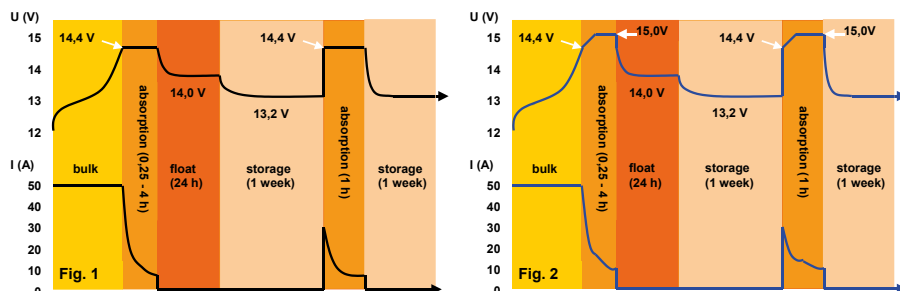 U (V)
15
14
13
12
I (A)
50
40
30
20
10
0
14,4 V
14,0 V
13,2 V
14,4 V
bulk
absorption (0,25 - 4 h)
float
(24 h)
storage
(1 week)
absorption (1 h)
storage
(1 week)
Fig. 1
U (V)
15
14
13
12
I (A)
50
40
30
20
10
0
14,4 V
15,0V
14,0 V
13,2 V
14,4 V
15,0V
bulk
absorption (0,25 - 4 h)
float
(24 h)
storage
(1 week)
absorption (1 h)
storage
(1 week)
Fig. 2